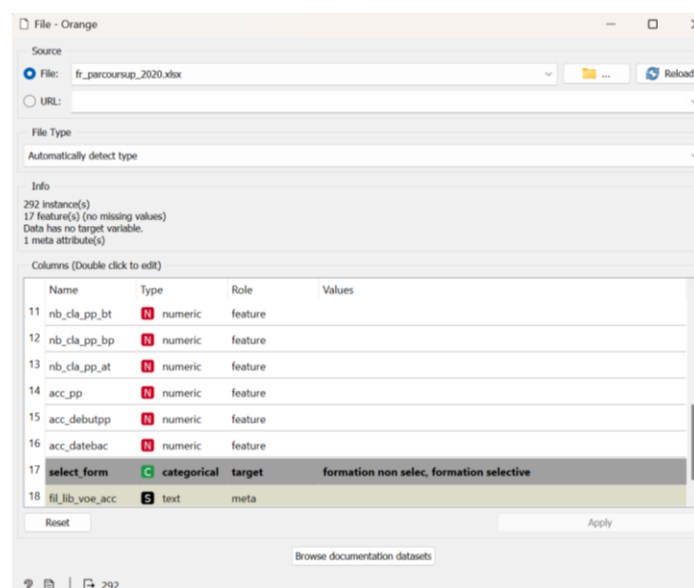 File - Orange
Source
File: fr_parcoursup_2020.xlsx ... Reload
URL:
File Type
Automatically detect type
Info
292 instance(s)
17 feature(s) (no missing values)
Data has no target variable.
1 meta attribute(s)
Columns (Double click to edit)
Name Type Role Values
11 nb_cla_pp_bt N numeric feature
12 nb_cla_pp_bp N numeric feature
13 nb_cla_pp_at N numeric feature
14 acc_pp N numeric feature
15 acc_debutpp N numeric feature
16 acc_datebac N numeric feature
17 select_form C categorical target formation non selec, formation selective
18 fil_lib_voe_acc S text meta
Reset Apply
Browse documentation datasets
? 292